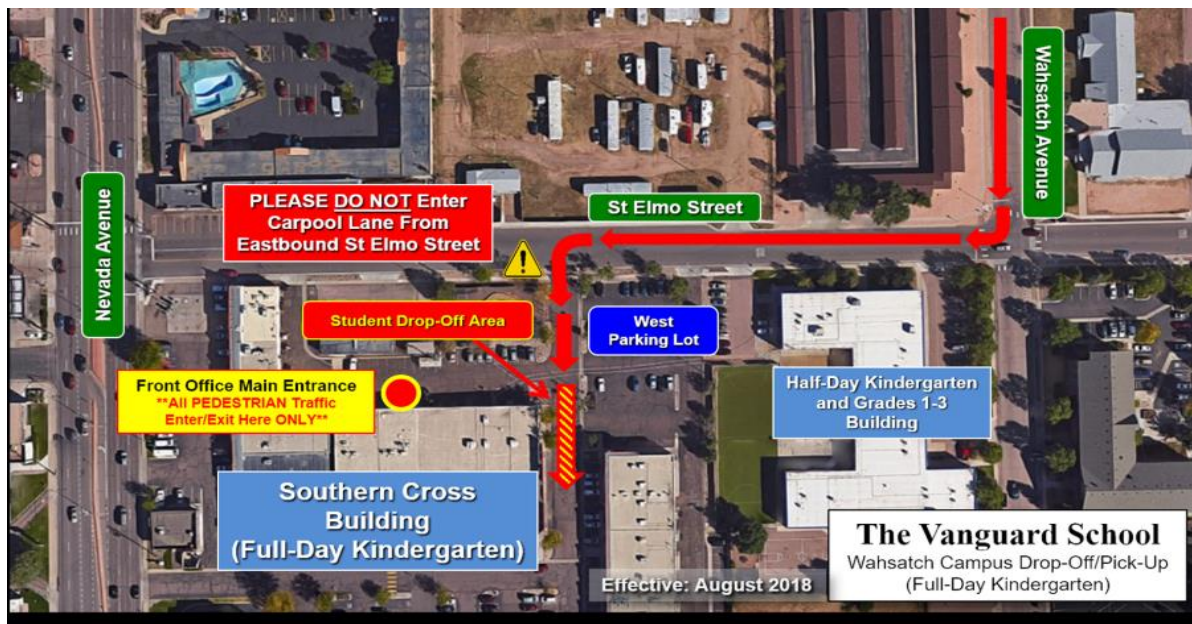 Wahsatch Avenue
PLEASE DO NOT Enter
Carpool Lane From
Eastbound St Elmo Street
St Elmo Street
Nevada Avenue
!
Student Drop-Off Area
West
Parking Lot
Front Office Main Entrance
**All PEDESTRIAN Traffic
Enter/Exit Here ONLY**
Half-Day Kindergarten
and Grades 1-3
Building
Southern Cross
Building
(Full-Day Kindergarten)
The Vanguard School
Wahsatch Campus Drop-Off/Pick-Up
(Full-Day Kindergarten)
Effective: August 2018